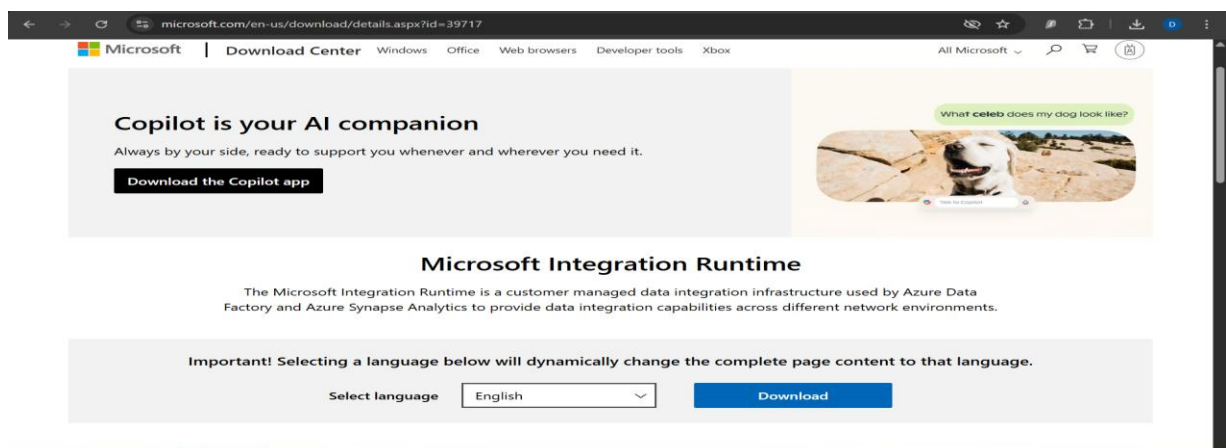 microsoft.com/en-us/download/details.aspx?id=39717
D
Microsoft Download Center Windows Office Web browsers Developer tools Xbox All Microsoft
Copilot is your AI companion
Always by your side, ready to support you whenever and wherever you need it.
Download the Copilot app
What celeb does my dog look like?
Talk to Copilot
Microsoft Integration Runtime
The Microsoft Integration Runtime is a customer managed data integration infrastructure used by Azure Data
Factory and Azure Synapse Analytics to provide data integration capabilities across different network environments.
Important! Selecting a language below will dynamically change the complete page content to that language.
Select language English Download